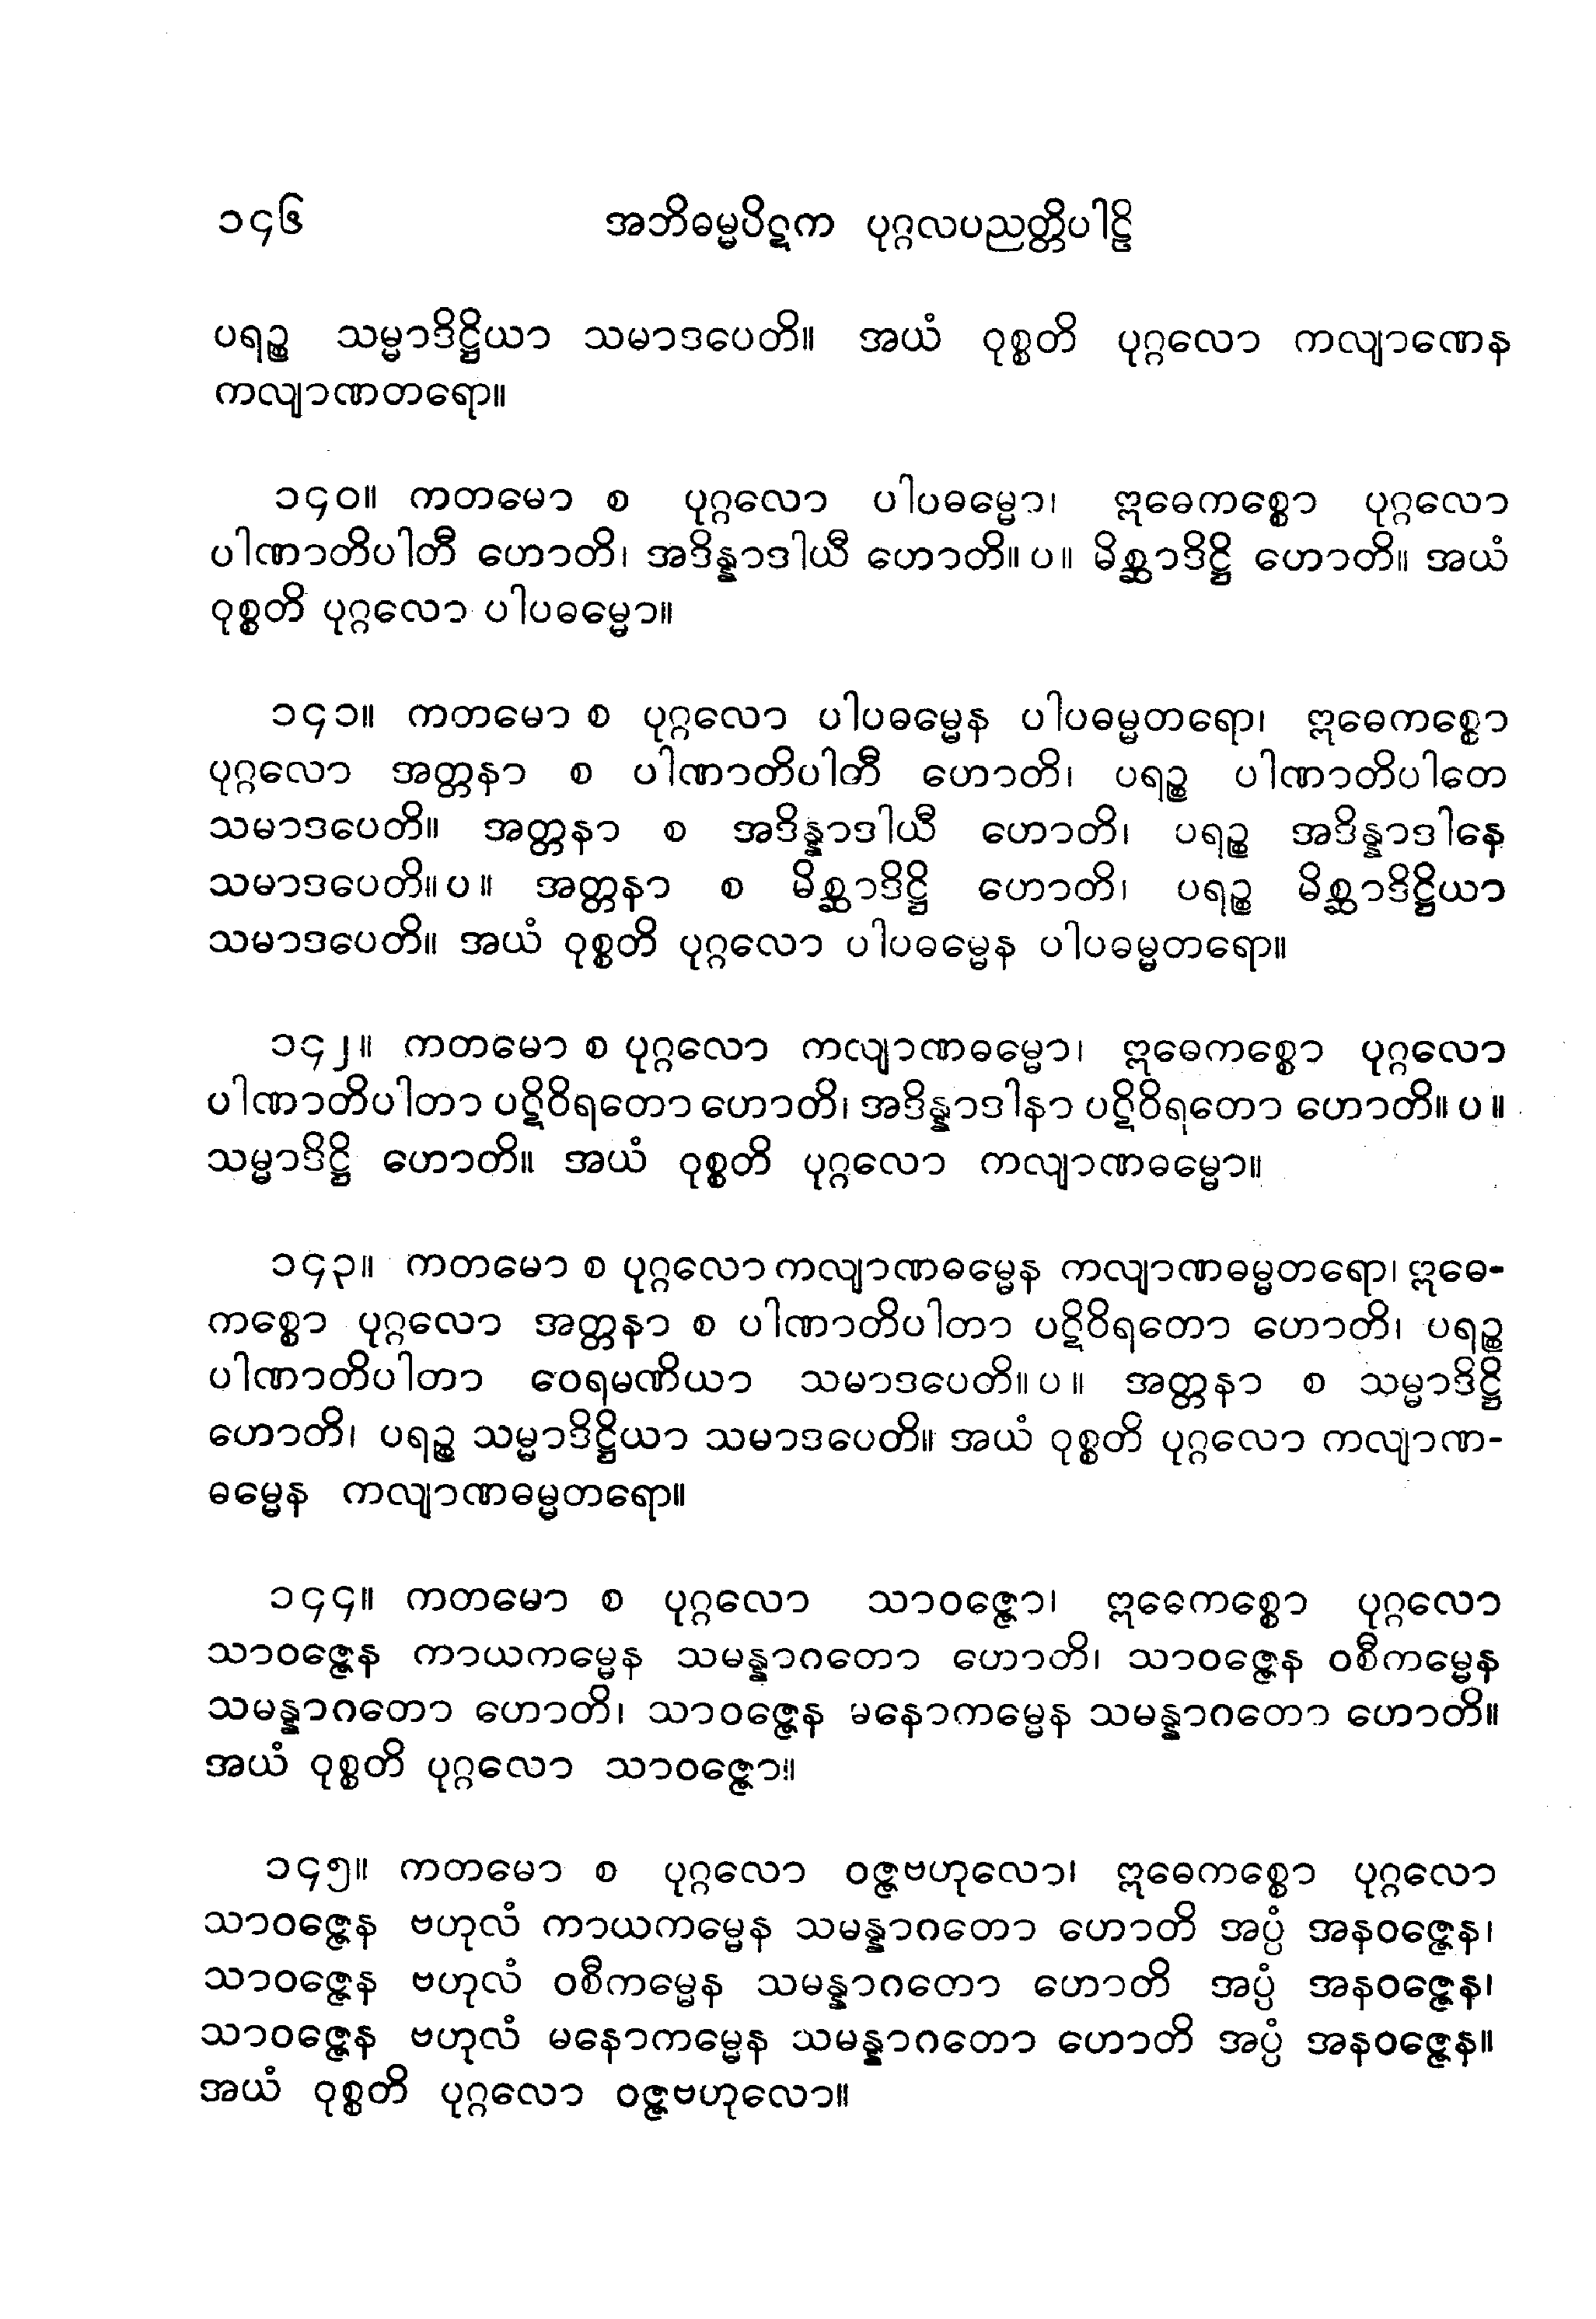 ၁၄၆ အဘိဓမ္မပိဋက ပုဂ္ဂလပညတ္တိပါဠိ
ပရဉ္စ သမ္မာဒိဋ္ဌိယာ သမာဒပေတိ။ အယံ ဝုစ္စတိ ပုဂ္ဂလော ကလျာဏေန
ကလျာဏတရော။
၁၄၀။ ကတမော စ ပုဂ္ဂလော ပါပဓမ္မော၊ ဣဓေကစ္စော ပုဂ္ဂလော
ပါဏာတိပါတီ ဟောတိ၊ အဒိန္နာဒါယီ ဟောတိ။ပ။ မိစ္ဆာဒိဋ္ဌိ ဟောတိ။ အယံ
ဝုစ္စတိ ပုဂ္ဂလော ပါပဓမ္မော။
၁၄၁။ ကတမော စ ပုဂ္ဂလော ပါပဓမ္မေန ပါပဓမ္မတရော၊ ဣဓေကစ္စော
ပုဂ္ဂလော အတ္တနာ စ ပါဏာတိပါတီ ဟောတိ၊ ပရဉ္စ ပါဏာတိပါတေ
သမာဒပေတိ။ အတ္တနာ စ အဒိန္နာဒါယီ ဟောတိ၊ ပရဉ္စ အဒိန္နာဒါနေ
သမာဒပေတိ။ပ။ အတ္တနာ စ မိစ္ဆာဒိဋ္ဌိ ဟောတိ၊ ပရဉ္စ မိစ္ဆာဒိဋ္ဌိယာ
သမာဒပေတိ။ အယံ ဝုစ္စတိ ပုဂ္ဂလော ပါပဓမ္မေန ပါပဓမ္မတရော။
၁၄၂။ ကတမော စ ပုဂ္ဂလော ကလျာဏဓမ္မော၊ ဣဓေကစ္စော ပုဂ္ဂလော
ပါဏာတိပါတာ ပဋိဝိရတော ဟောတိ၊ အဒိန္နာဒါနာ ပဋိဝိရတော ဟောတိ။ပ။
သမ္မာဒိဋ္ဌိ ဟောတိ။ အယံ ဝုစ္စတိ ပုဂ္ဂလော ကလျာဏဓမ္မော။
၁၄၃။ ကတမော စ ပုဂ္ဂလော ကလျာဏဓမ္မေန ကလျာဏဓမ္မတရော၊ ဣဓေ-
ကစ္စော ပုဂ္ဂလော အတ္တနာ စ ပါဏာတိပါတာ ပဋိဝိရတော ဟောတိ၊ ပရဉ္စ
ပါဏာတိပါတာ ဝေရမဏိယာ သမာဒပေတိ။ပ။ အတ္တနာ စ သမ္မာဒိဋ္ဌိ
ဟောတိ၊ ပရဉ္စ သမ္မာဒိဋ္ဌိယာ သမာဒပေတိ။ အယံ ဝုစ္စတိ ပုဂ္ဂလော ကလျာဏ-
ဓမ္မေန ကလျာဏဓမ္မတရော။
၁၄၄။ ကတမော စ ပုဂ္ဂလော သာဝဇ္ဇော၊ ဣဓေကစ္စော ပုဂ္ဂလော
သာဝဇ္ဇေန ကာယကမ္မေန သမန္နာဂတော ဟောတိ၊ သာဝဇ္ဇေန ဝစီကမ္မေန
သမန္နာဂတော ဟောတိ၊ သာဝဇ္ဇေန မနောကမ္မေန သမန္နာဂတော ဟောတိ။
အယံ ဝုစ္စတိ ပုဂ္ဂလော သာဝဇ္ဇော။
၁၄၅။ ကတမော စ ပုဂ္ဂလော ဝဇ္ဇဗဟုလော၊ ဣဓေကစ္စော ပုဂ္ဂလော
သာဝဇ္ဇေန ဗဟုလံ ကာယကမ္မေန သမန္နာဂတော ဟောတိ အပ္ပံ အနဝဇ္ဇေန၊
သာဝဇ္ဇေန ဗဟုလံ ဝစီကမ္မေန သမန္နာဂတော ဟောတိ အပ္ပံ အနဝဇ္ဇေန၊
သာဝဇ္ဇေန ဗဟုလံ မနောကမ္မေန သမန္နာဂတော ဟောတိ အပ္ပံ အနဝဇ္ဇေန။
အယံ ဝုစ္စတိ ပုဂ္ဂလော ဝဇ္ဇဗဟုလော။